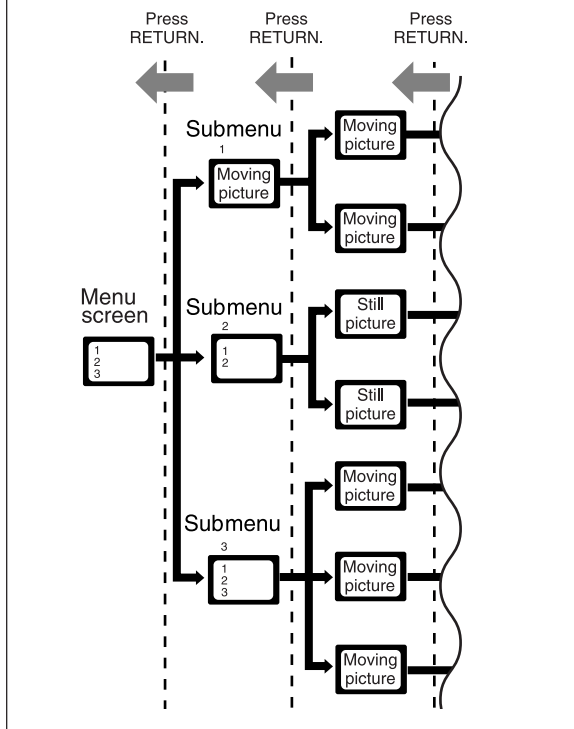 Press
RETURN.
Press
RETURN.
Press
RETURN.
Submenu
1
Moving
picture
Moving
picture
Moving
picture
Menu
screen
1
2
3
Submenu
2
1
2
Still
picture
Still
picture
Submenu
3
1
2
3
Moving
picture
Moving
picture
Moving
picture